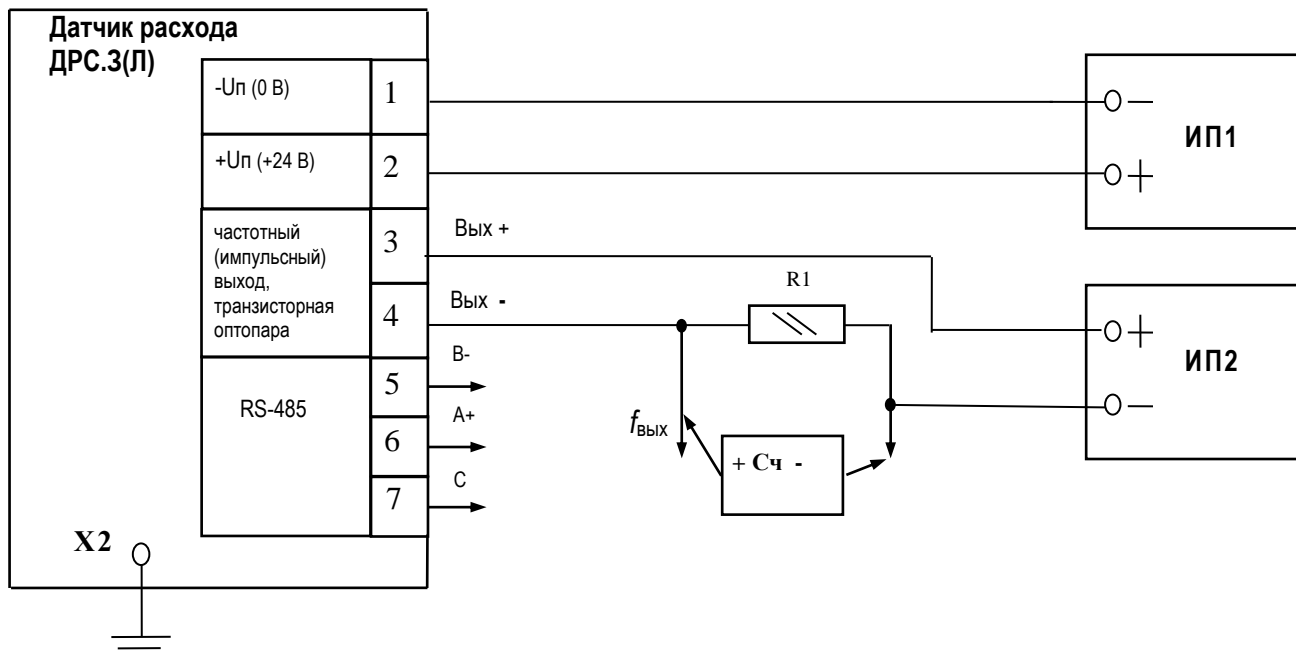 Датчик расхода
ДРС.З(Л)
-Uп (0 В)
1
+Uп (+24 В)
2
частотный
(импульсный)
выход,
транзисторная
оптопара
3
4
RS-485
5
6
7
Вых +
Вых -
B-
A+
C
X2
R1
fвых
+ Сч -
ИП1
ИП2